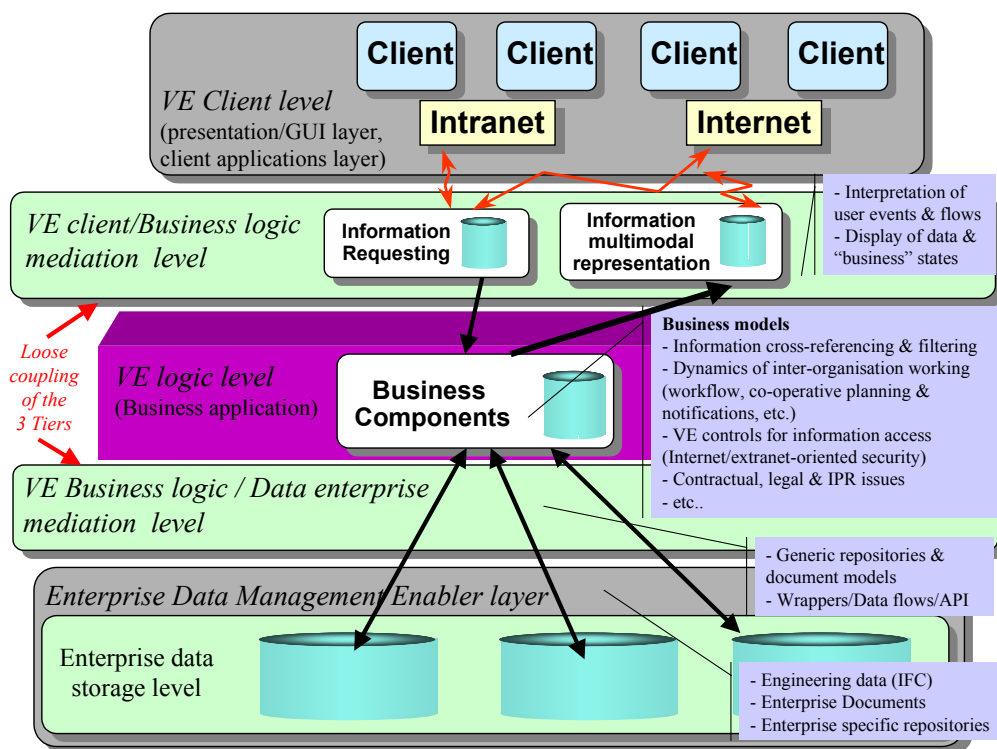 Client
Client
Client
Client
VE Client level
(presentation/GUI layer,
client applications layer)
Intranet
Internet
- Interpretation of
user events & flows
- Display of data &
“business” states
VE client/Business logic
mediation  level
Information
Requesting
Information
multimodal
representation
Loose
coupling
of the
3 Tiers
VE logic level
(Business application)
Business
Components
Business models
- Information cross-referencing & filtering
- Dynamics of inter-organisation working
(workflow, co-operative planning &
notifications, etc.)
- VE controls for information access
(Internet/extranet-oriented security)
- Contractual, legal & IPR issues
- etc..
VE Business logic / Data enterprise
mediation  level
- Generic repositories &
document models
- Wrappers/Data flows/API
Enterprise Data Management Enabler layer
Enterprise data
storage level
- Engineering data (IFC)
- Enterprise Documents
- Enterprise specific repositories